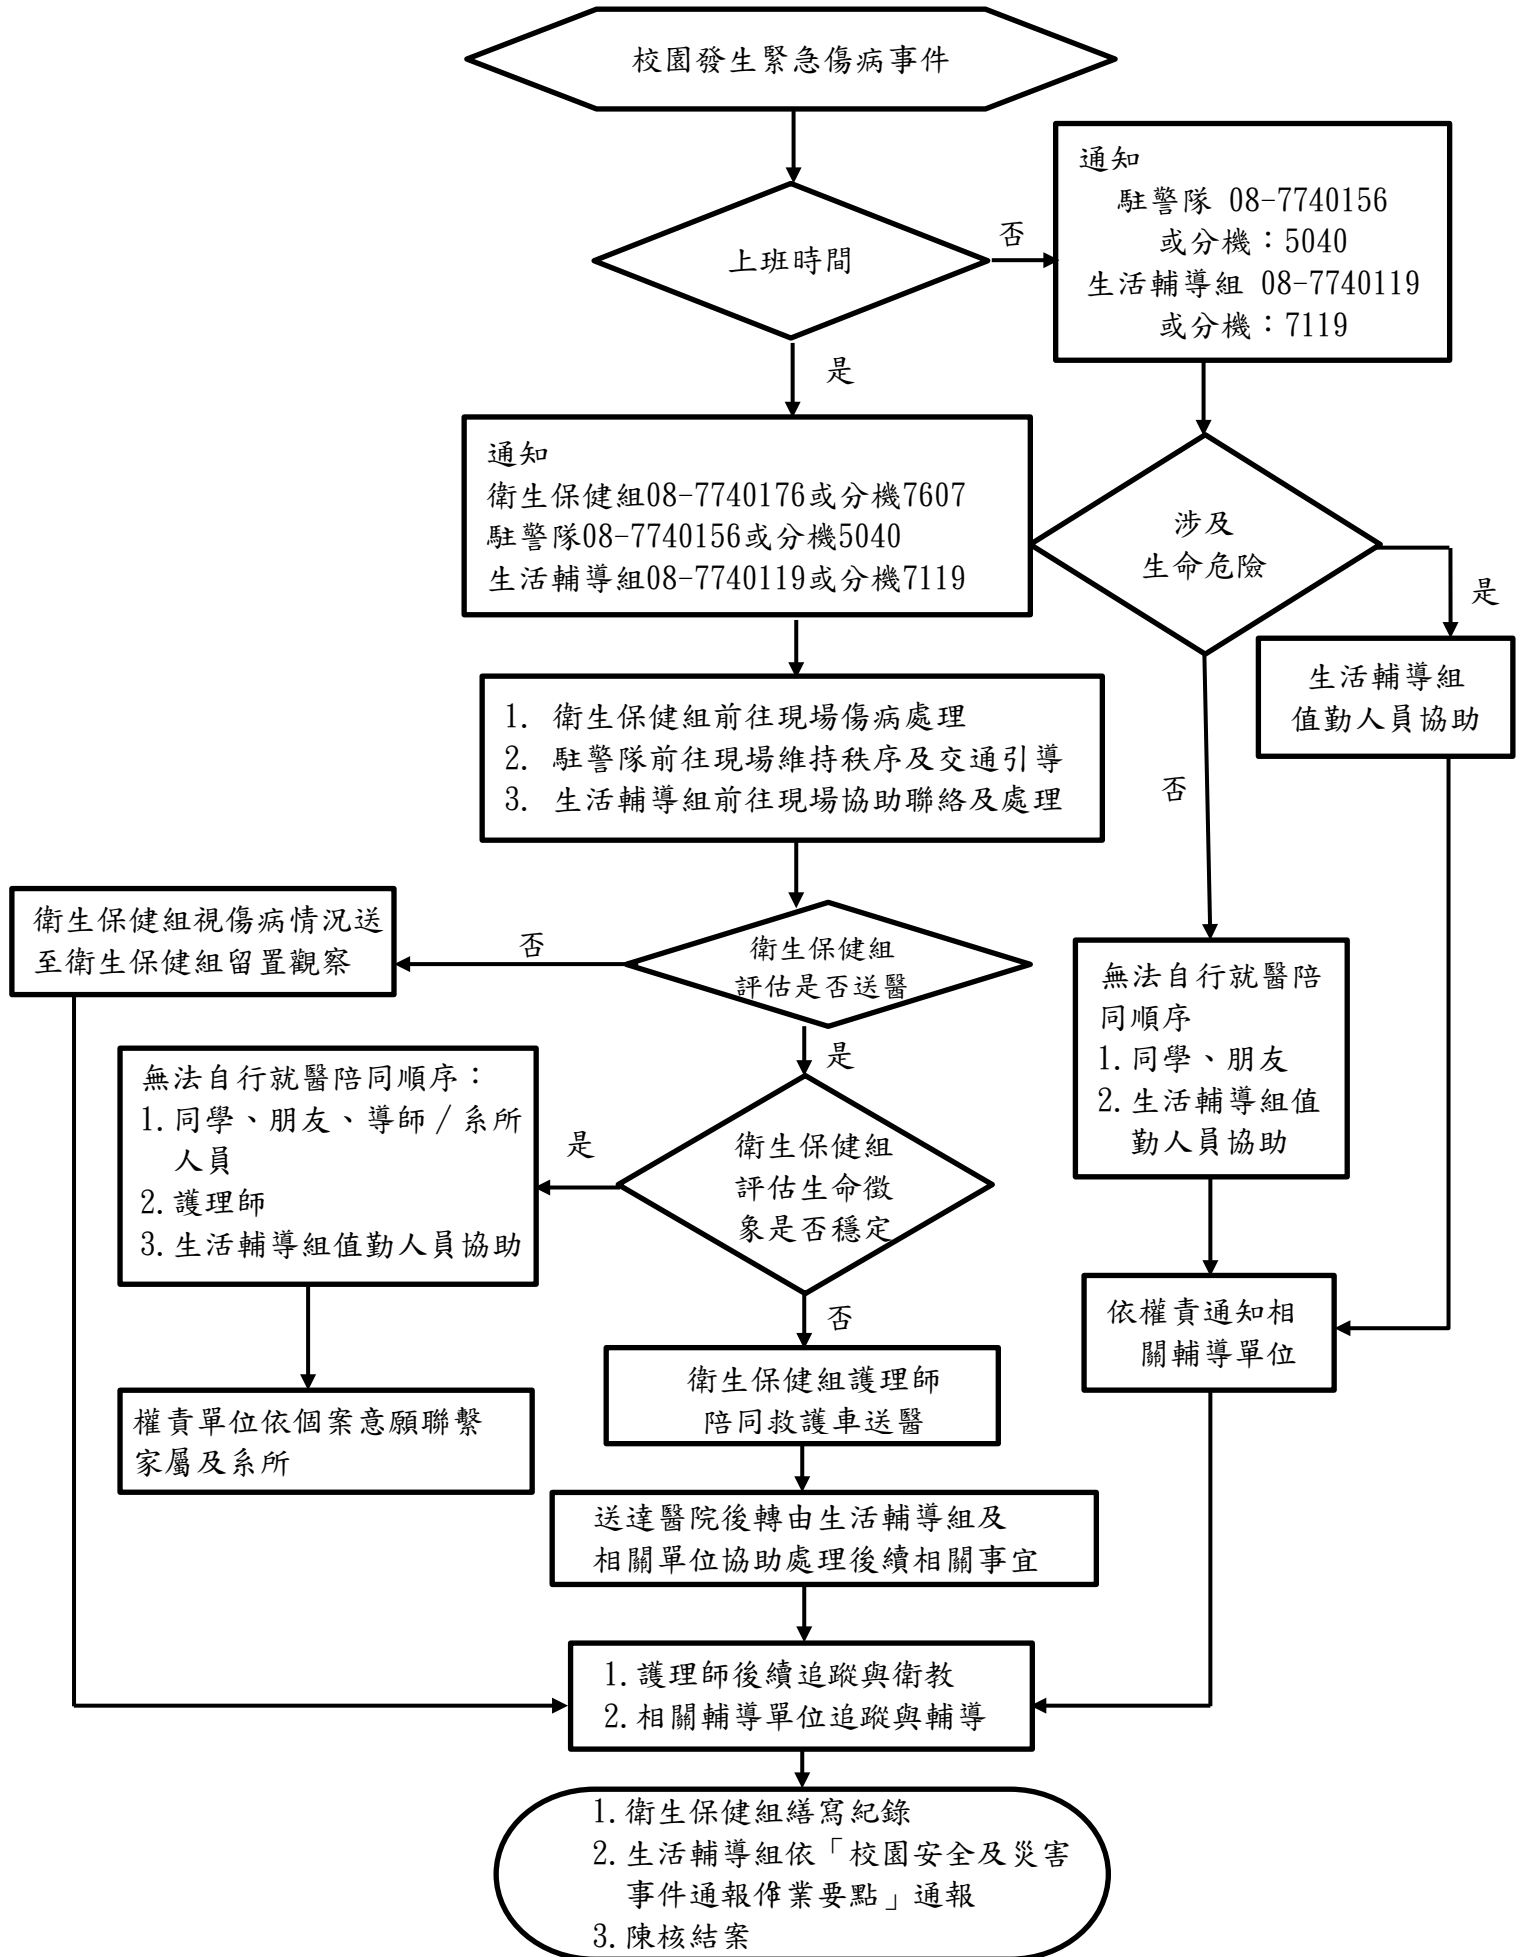 校園發生緊急傷病事件
上班時間
否
通知
駐警隊 08-7740156
或分機：5040
生活輔導組 08-7740119
或分機：7119
是
通知
衛生保健組08-7740176或分機7607
駐警隊08-7740156或分機5040
生活輔導組08-7740119或分機7119
涉及
生命危險
是
生活輔導組
值勤人員協助
1. 衛生保健組前往現場傷病處理
2. 駐警隊前往現場維持秩序及交通引導
3. 生活輔導組前往現場協助聯絡及處理
否
衛生保健組視傷病情況送
至衛生保健組留置觀察
否
衛生保健組
評估是否送醫
無法自行就醫陪
同順序
1.同學、朋友
2.生活輔導組值
勤人員協助
是
無法自行就醫陪同順序：
1.同學、朋友、導師/系所
人員
2.護理師
3.生活輔導組值勤人員協助
是
衛生保健組
評估生命徵
象是否穩定
否
依權責通知相
關輔導單位
權責單位依個案意願聯繫
家屬及系所
衛生保健組護理師
陪同救護車送醫
送達醫院後轉由生活輔導組及
相關單位協助處理後續相關事宜
1.護理師後續追蹤與衛教
2.相關輔導單位追蹤與輔導
1.衛生保健組繕寫紀錄
2.生活輔導組依「校園安全及災害
事件通報作業要點」通報
3.陳核結案